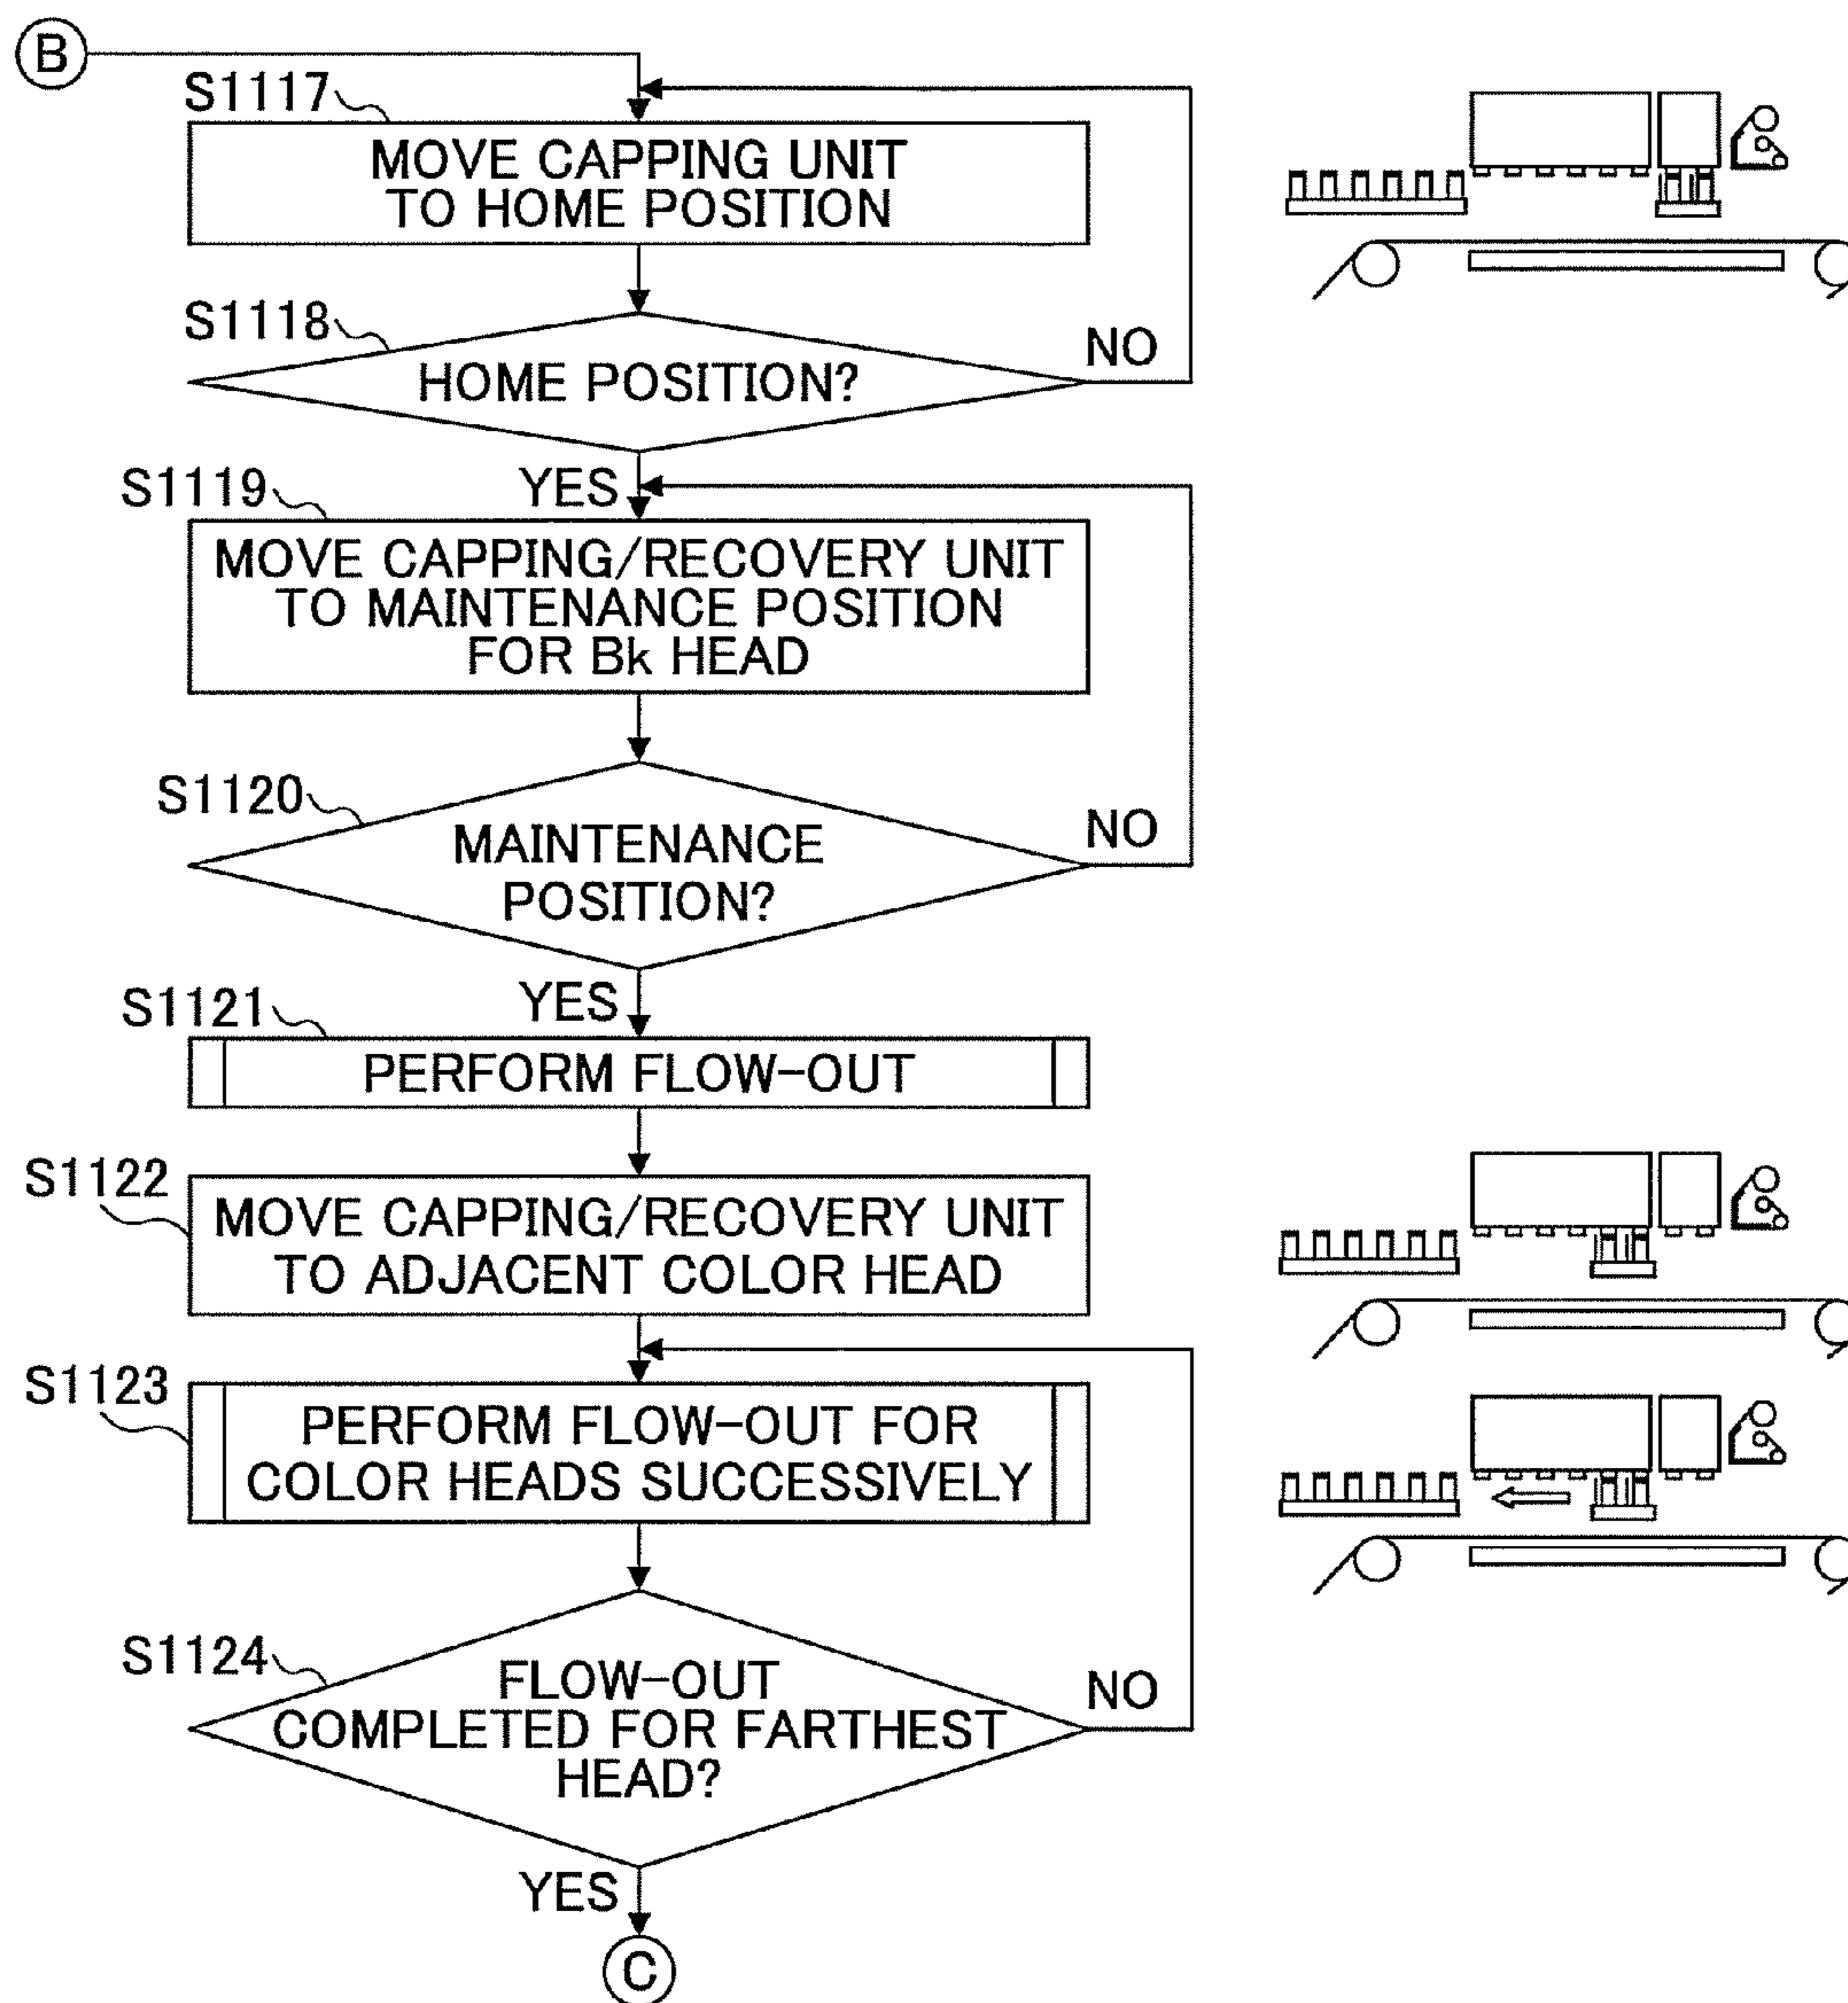 B
S1117
MOVE CAPPING UNIT
TO HOME POSITION
S1118
HOME POSITION?
NO
YES
S1119
MOVE CAPPING/RECOVERY UNIT
TO MAINTENANCE POSITION
FOR Bk HEAD
S1120
MAINTENANCE
POSITION?
NO
YES
S1121
PERFORM FLOW-OUT
S1122
MOVE CAPPING/RECOVERY UNIT
TO ADJACENT COLOR HEAD
S1123
PERFORM FLOW-OUT FOR
COLOR HEADS SUCCESSIVELY
S1124
FLOW-OUT
COMPLETED FOR FARTHEST
HEAD?
NO
YES
C